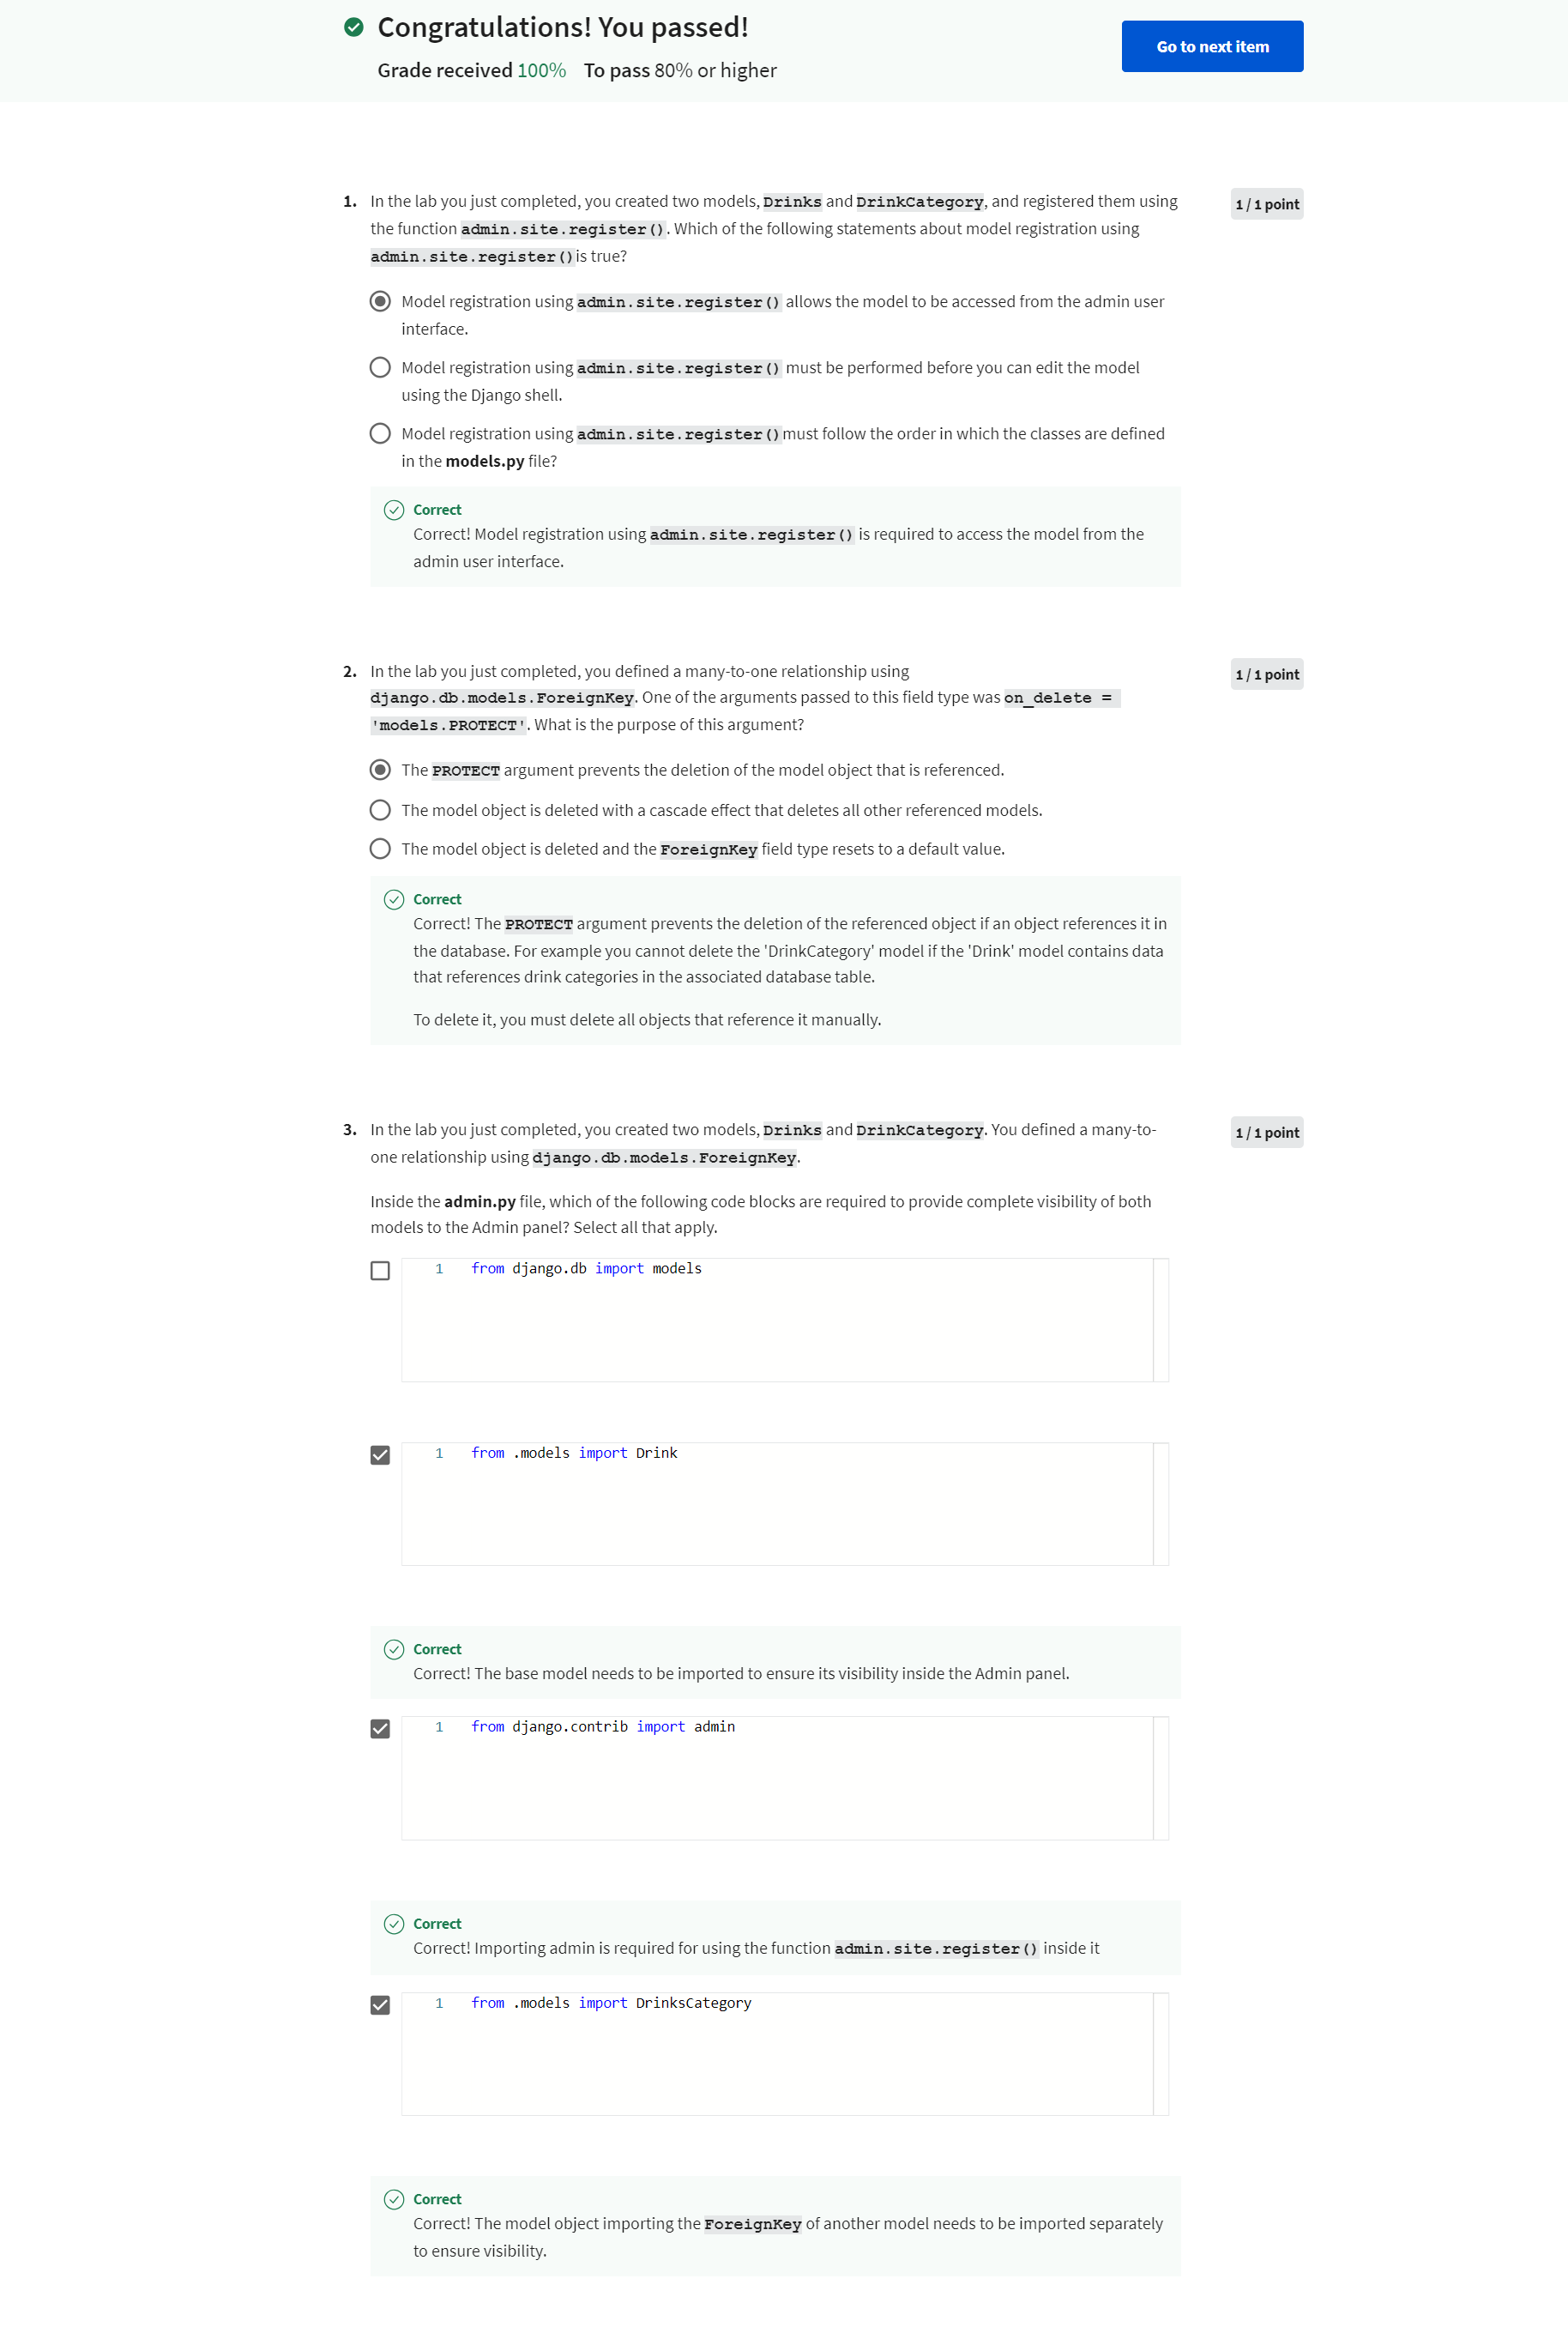 Congratulations! You passed!
Grade received 100% To pass 80% or higher
Go to next item
1. In the lab you just completed, you created two models, Drinks and DrinkCategory, and registered them using
the function admin.site.register(). Which of the following statements about model registration using
admin.site.register()is true?
1 / 1 point
Model registration using admin.site.register() allows the model to be accessed from the admin user
interface.
Model registration using admin.site.register() must be performed before you can edit the model
using the Django shell.
Model registration using admin.site.register()must follow the order in which the classes are defined
in the models.py file?
Correct
Correct! Model registration using admin.site.register() is required to access the model from the
admin user interface.
2. In the lab you just completed, you defined a many-to-one relationship using
django.db.models.ForeignKey. One of the arguments passed to this field type was on_delete =
'models.PROTECT'. What is the purpose of this argument?
1 / 1 point
The PROTECT argument prevents the deletion of the model object that is referenced.
The model object is deleted with a cascade effect that deletes all other referenced models.
The model object is deleted and the ForeignKey field type resets to a default value.
Correct
Correct! The PROTECT argument prevents the deletion of the referenced object if an object references it in
the database. For example you cannot delete the 'DrinkCategory' model if the 'Drink' model contains data
that references drink categories in the associated database table.
To delete it, you must delete all objects that reference it manually.
3. In the lab you just completed, you created two models, Drinks and DrinkCategory. You defined a many-to-
one relationship using django.db.models.ForeignKey.
1 / 1 point
Inside the admin.py file, which of the following code blocks are required to provide complete visibility of both
models to the Admin panel? Select all that apply.
1 from django.db import models
1 from .models import Drink
Correct
Correct! The base model needs to be imported to ensure its visibility inside the Admin panel.
1 from django.contrib import admin
Correct
Correct! Importing admin is required for using the function admin.site.register() inside it
1 from .models import DrinksCategory
Correct
Correct! The model object importing the ForeignKey of another model needs to be imported separately
to ensure visibility.